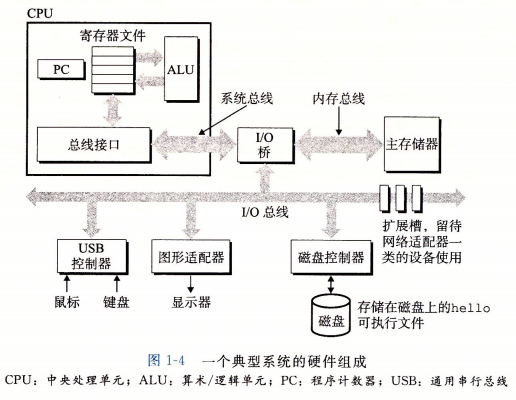 CPU
寄存器文件
PC
ALU
系统总线
内存总线
总线接口
I/O
桥
主存储器
I/O 总线
扩展槽，留待
网络适配器一
类的设备使用
USB
控制器
图形适配器
磁盘控制器
鼠标
键盘
显示器
磁盘
存储在磁盘上的hello
可执行文件
图 1-4 一个典型系统的硬件组成
CPU：中央处理单元；ALU：算术/逻辑单元；PC：程序计数器；USB：通用串行总线